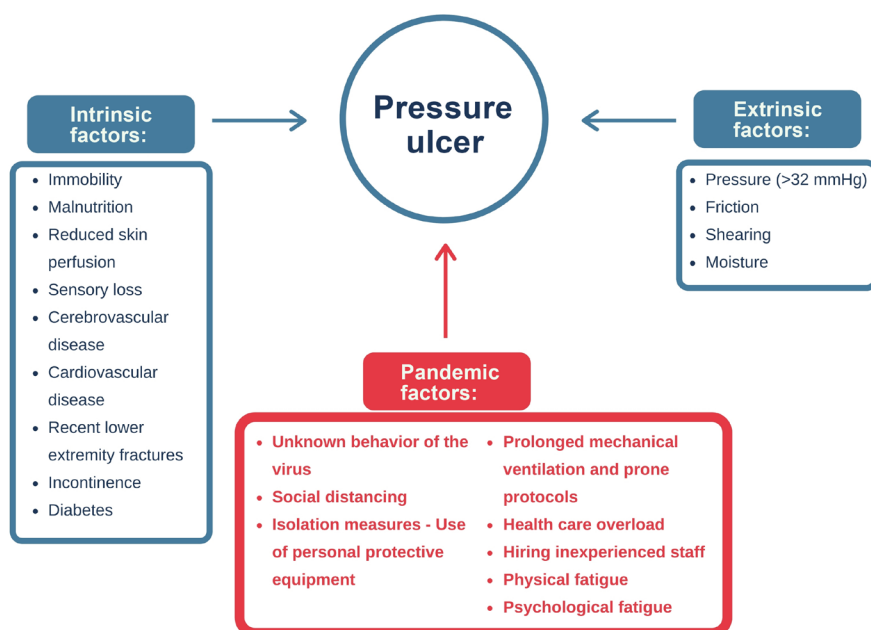 Pressure
ulcer
Intrinsic
factors:
• Immobility
• Malnutrition
• Reduced skin
perfusion
• Sensory loss
• Cerebrovascular
disease
• Cardiovascular
disease
• Recent lower
extremity fractures
• Incontinence
• Diabetes
Extrinsic
factors:
• Pressure (>32 mmHg)
• Friction
• Shearing
• Moisture
Pandemic
factors:
• Unknown behavior of the
virus
• Social distancing
• Isolation measures - Use
of personal protective
equipment
• Prolonged mechanical
ventilation and prone
protocols
• Health care overload
• Hiring inexperienced staff
• Physical fatigue
• Psychological fatigue